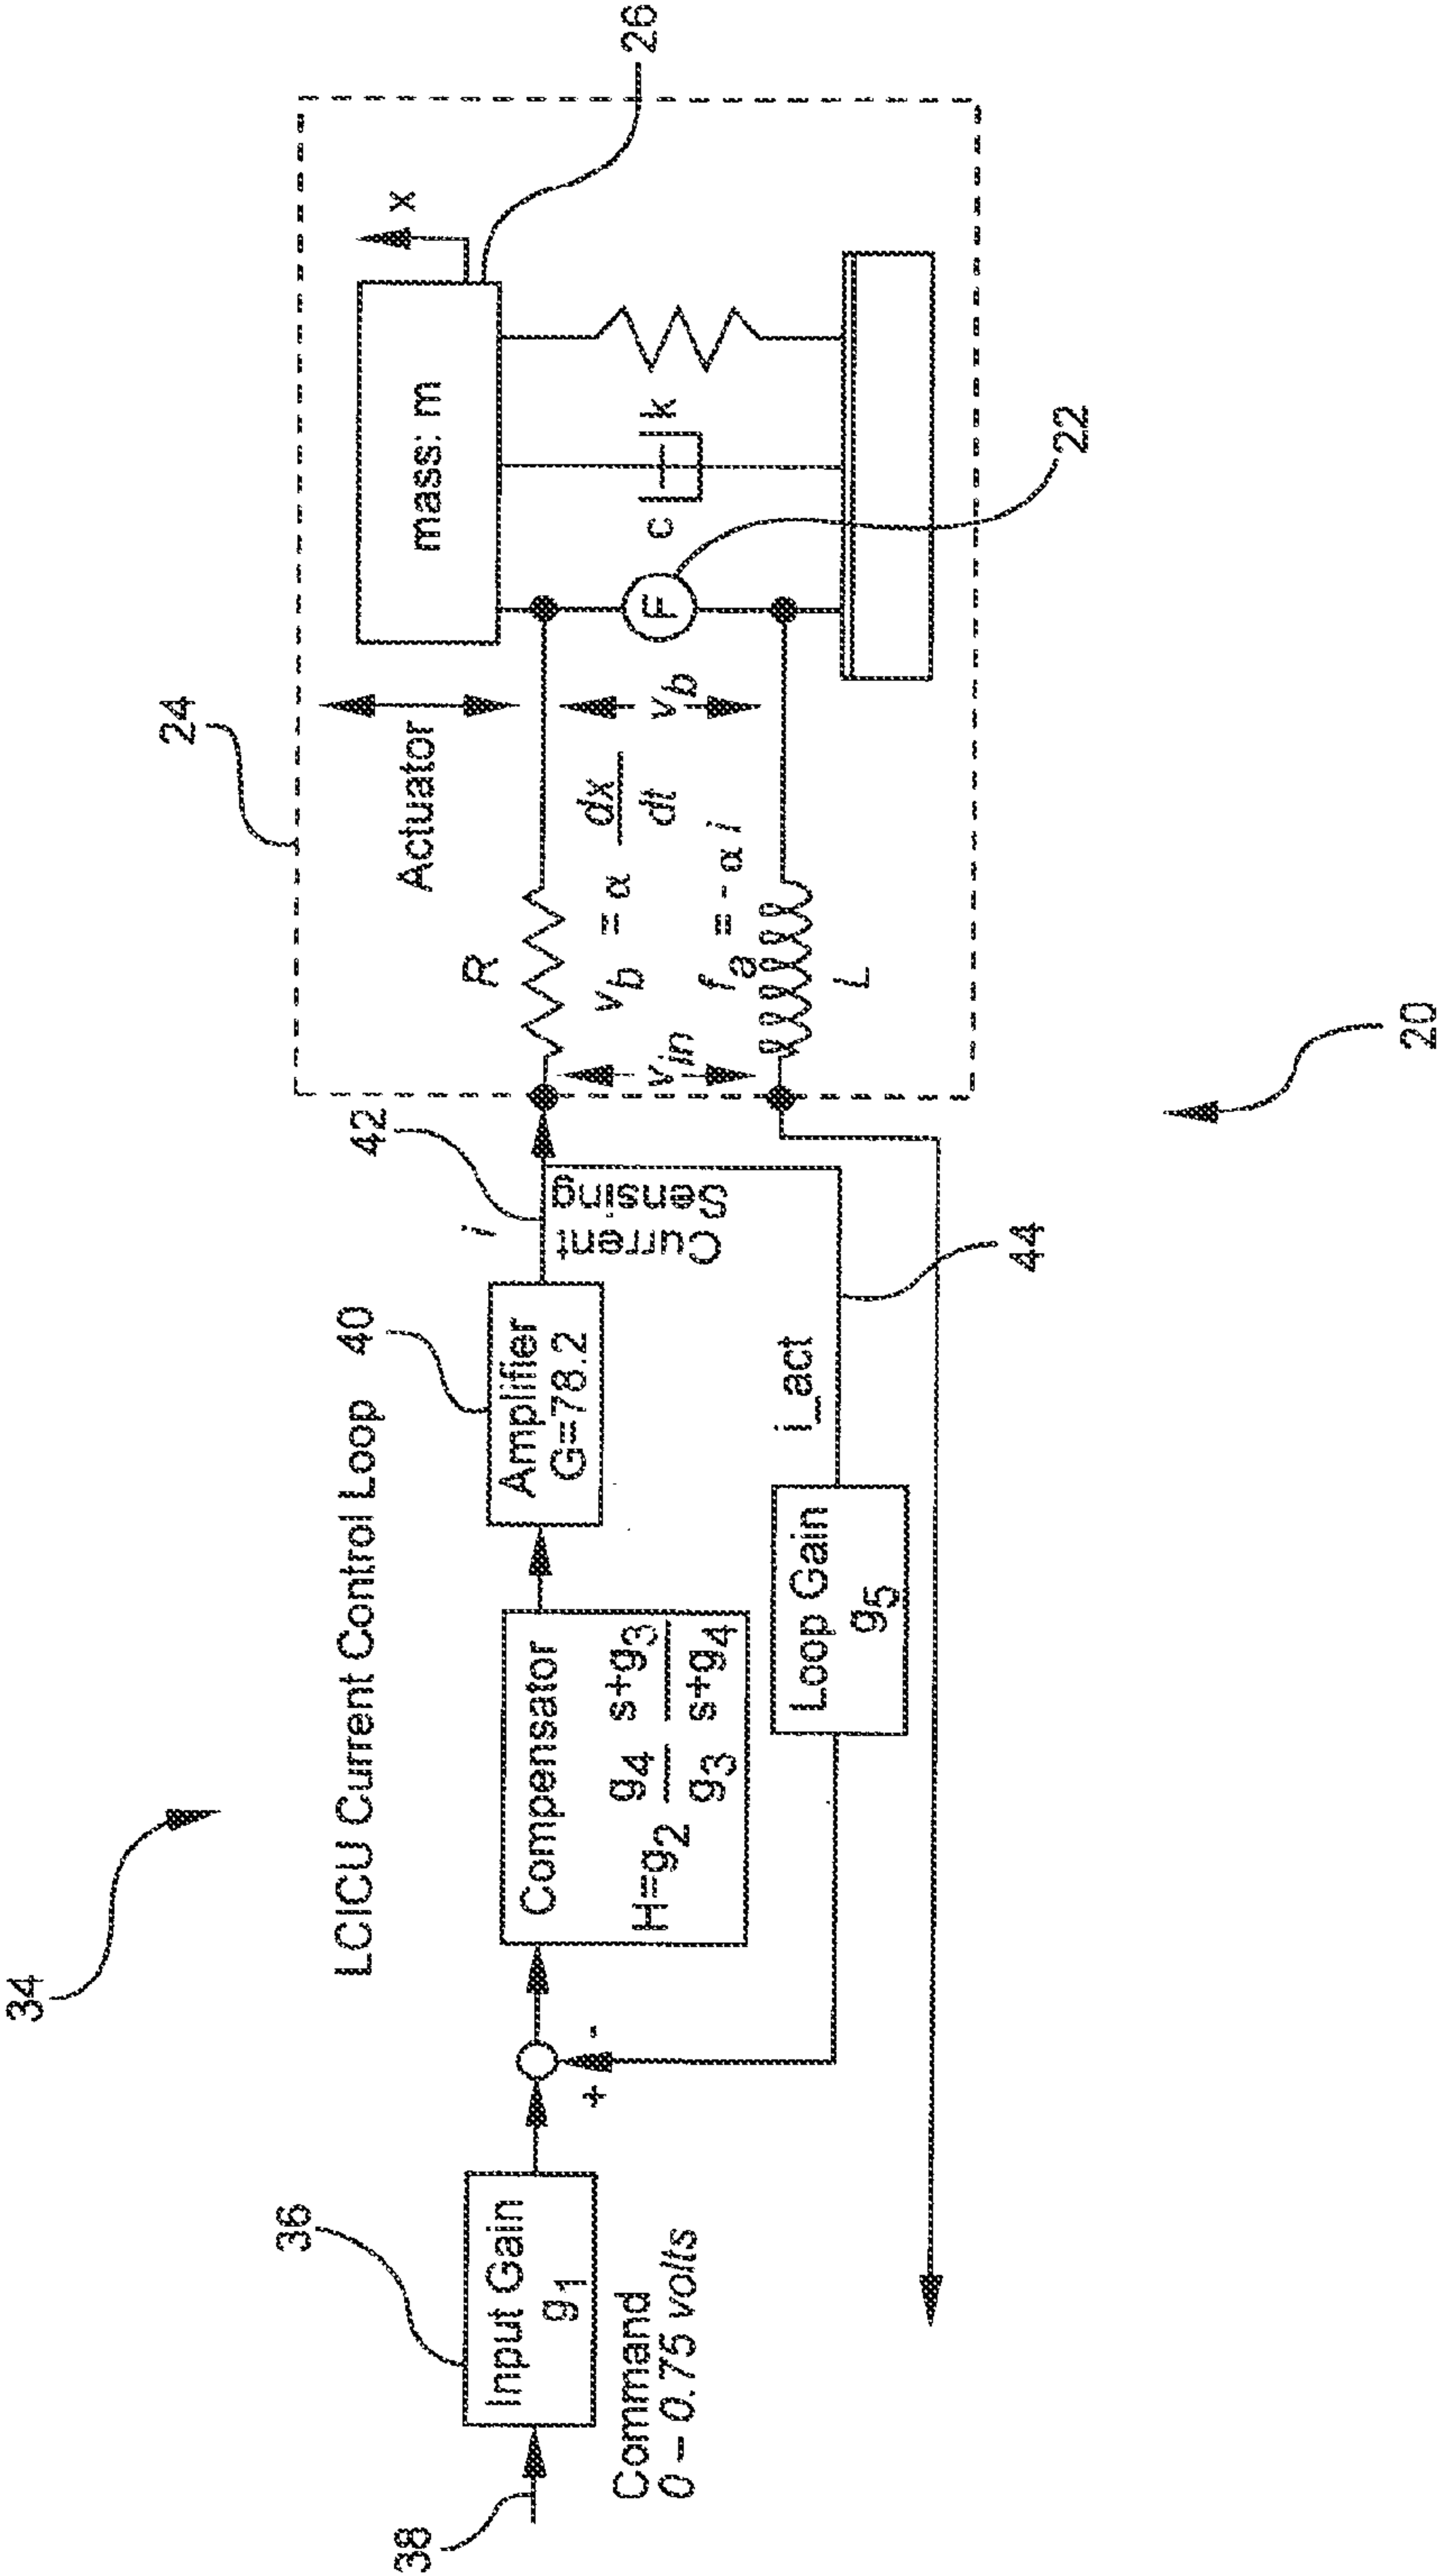 34
LCICU Current Control Loop
38
36
Input Gain
g1
Command
0 – 0.75 volts
+
-
Compensator
H=g2 g4/g3 s+g3/s+g4
40
Amplifier
G=78.2
i
42
Current
Sensing
i_act
Loop Gain
g5
44
24
Actuator
R
vin
vb = α dx/dt
fa = - α i
L
vb
mass: m
x
26
F
c
k
22
20